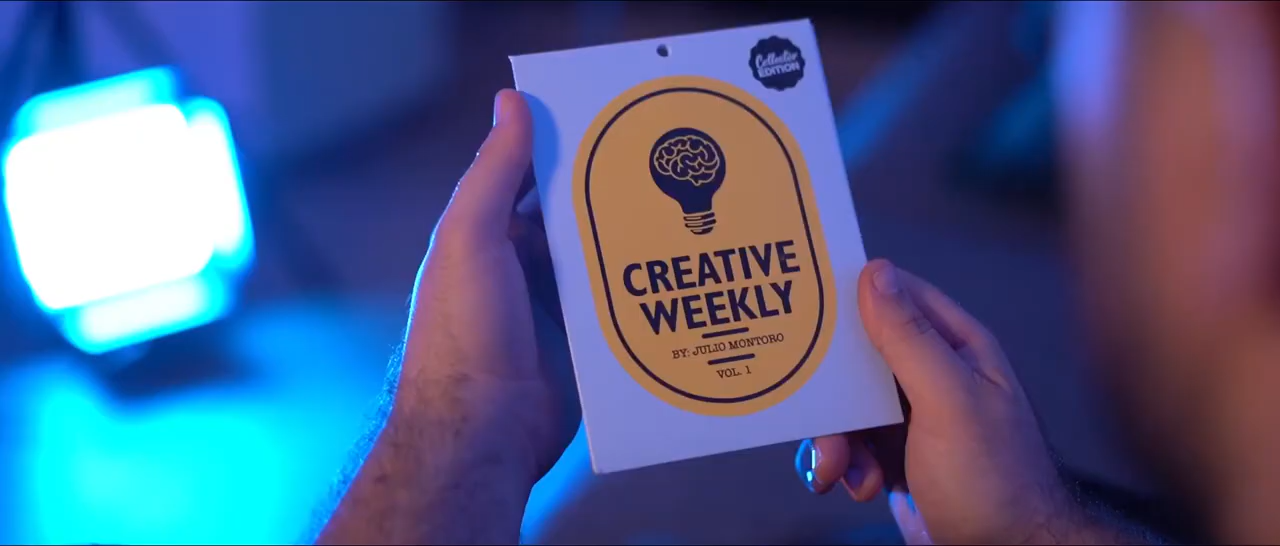 Collector
EDITION
CREATIVE
WEEKLY
BY: JULIO MONTORO
VOL. 1